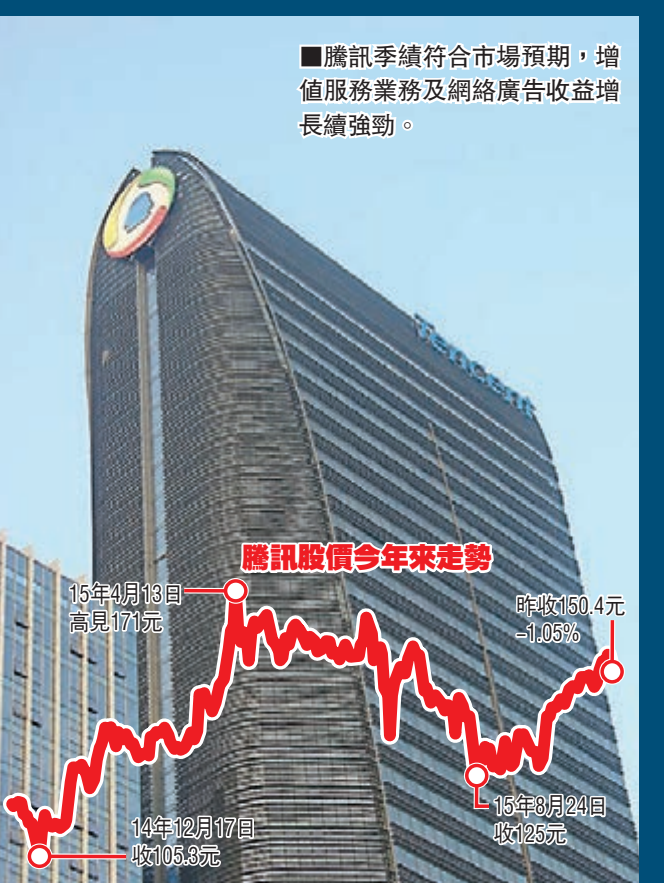 ■騰訊季績符合市場預期，增
值服務業務及網絡廣告收益增
長續強勁。
Tencent
騰訊股價今年來走勢
15年4月13日
高見171元
昨收150.4元
-1.05%
14年12月17日
收105.3元
15年8月24日
收125元